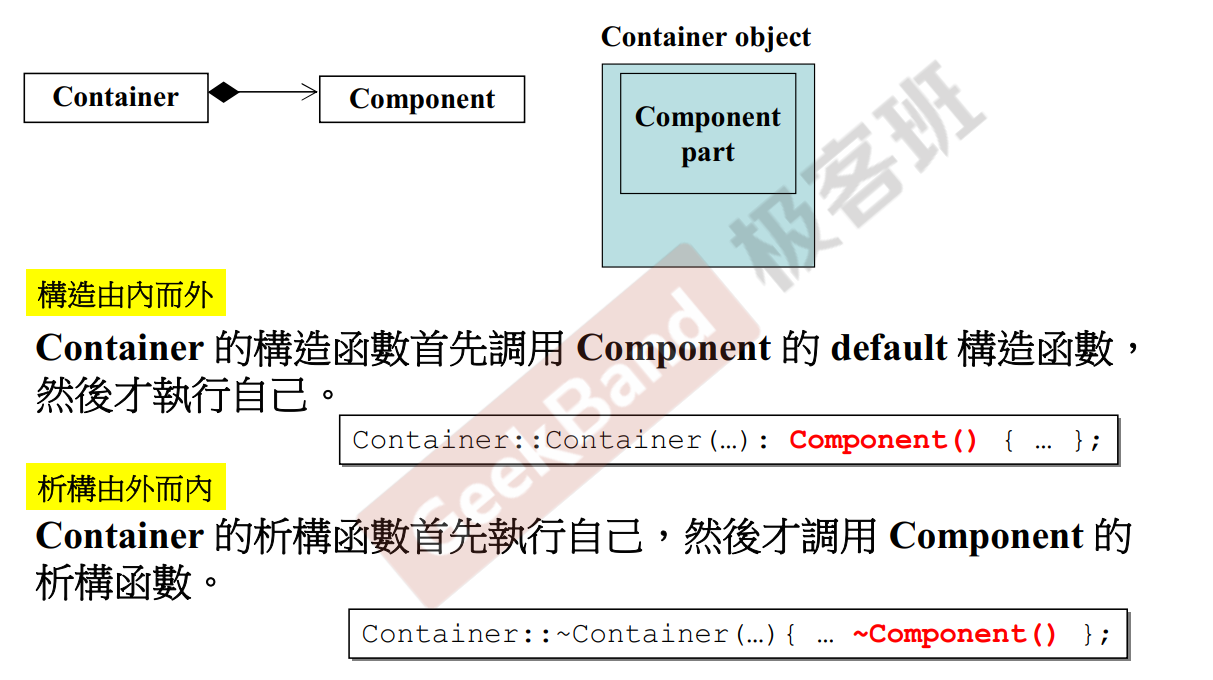 Container object
Container
Component
Component
part
構造由內而外
Container 的構造函數首先調用 Component 的 default 構造函數，
然後才執行自己。
Container::Container(…): Component() { … };
析構由外而內
Container 的析構函數首先執行自己，然後才調用 Component 的
析構函數。
Container::~Container(…){ … ~Component() };
GeekBand 极客班